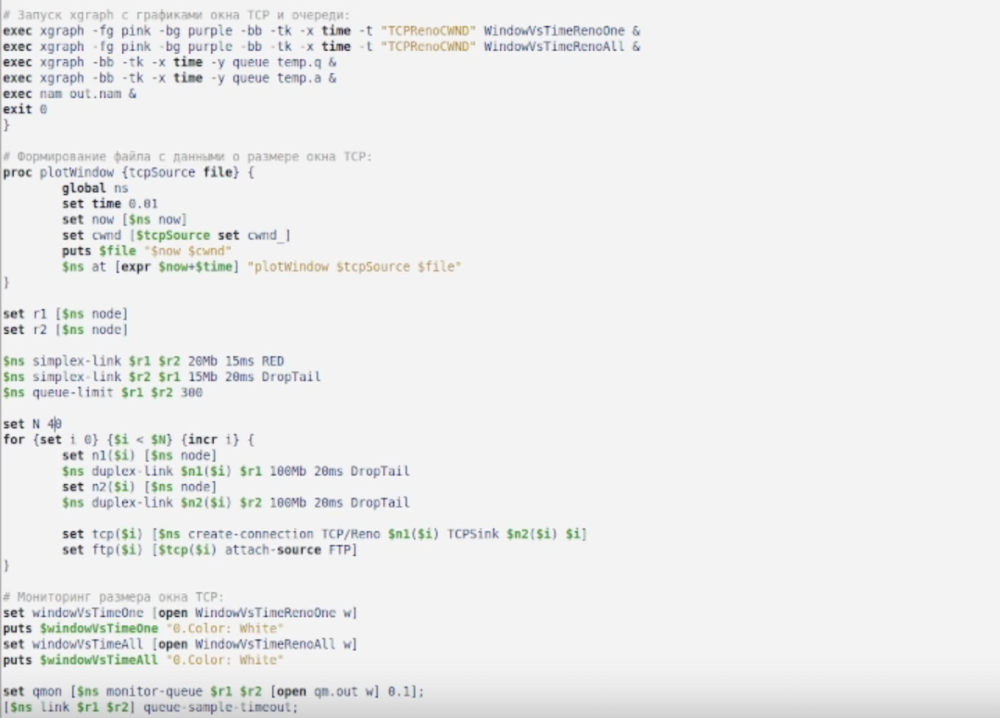 # Запуск xgraph с графиками окна TCP и очереди:
exec xgraph -fg pink -bg purple -bb -tk -x time -t "TCPRenoCWND" WindowVsTimeRenoOne &
exec xgraph -fg pink -bg purple -bb -tk -x time -t "TCPRenoCWND" WindowVsTimeRenoAll &
exec xgraph -bb -tk -x time -y queue temp.q &
exec xgraph -bb -tk -x time -y queue temp.a &
exec nam out.nam &
exit 0
}
# Формирование файла с данными о размере окна TCP:
proc plotWindow {tcpSource file} {
global ns
set time 0.01
set now [$ns now]
set cwnd [$tcpSource set cwnd_]
puts $file "$now $cwnd"
$ns at [expr $now+$time] "plotWindow $tcpSource $file"
}
set r1 [$ns node]
set r2 [$ns node]
$ns simplex-link $r1 $r2 20Mb 15ms RED
$ns simplex-link $r2 $r1 15Mb 20ms DropTail
$ns queue-limit $r1 $r2 300
set N 40
for {set i 0} {$i < $N} {incr i} {
set n1($i) [$ns node]
$ns duplex-link $n1($i) $r1 100Mb 20ms DropTail
set n2($i) [$ns node]
$ns duplex-link $n2($i) $r2 100Mb 20ms DropTail
set tcp($i) [$ns create-connection TCP/Reno $n1($i) TCPSink $n2($i) $i]
set ftp($i) [$tcp($i) attach-source FTP]
}
# Мониторинг размера окна TCP:
set windowVsTimeOne [open WindowVsTimeRenoOne w]
puts $windowVsTimeOne "0.Color: White"
set windowVsTimeAll [open WindowVsTimeRenoAll w]
puts $windowVsTimeAll "0.Color: White"
set qmon [$ns monitor-queue $r1 $r2 [open qm.out w] 0.1];
[$ns link $r1 $r2] queue-sample-timeout;